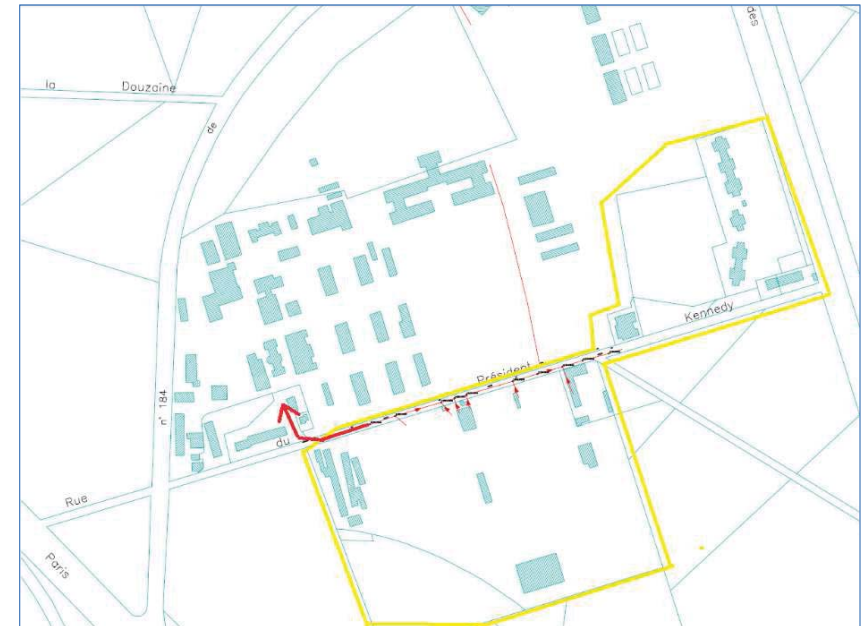 des
la Douzaine
de
Kennedy
Président
n° 184
du
Rue
Paris